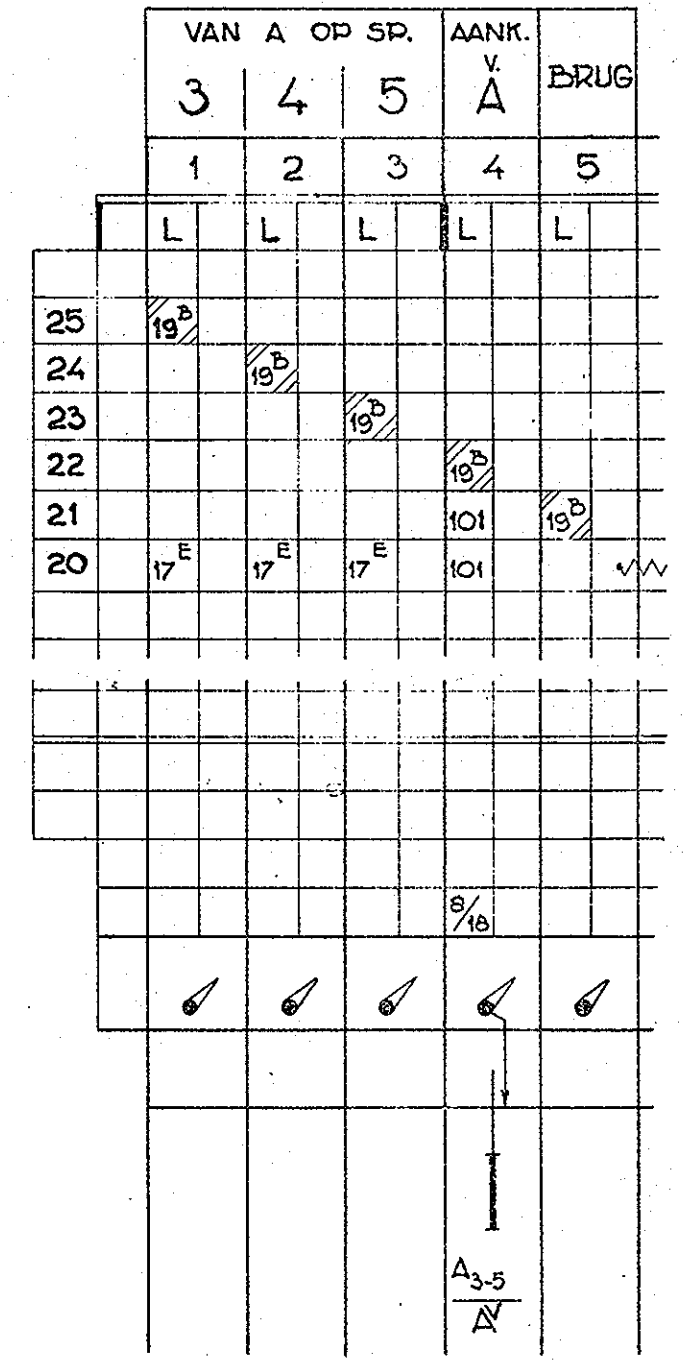 VAN A OP SP. AANK. V. A BRUG
3 4 5
1 2 3 4 5
L L L L L
25 19B
24 19B
23 19B
22 19B
21 101 19B
20 17E 17E 17E 101
8/18
A3-5
AV